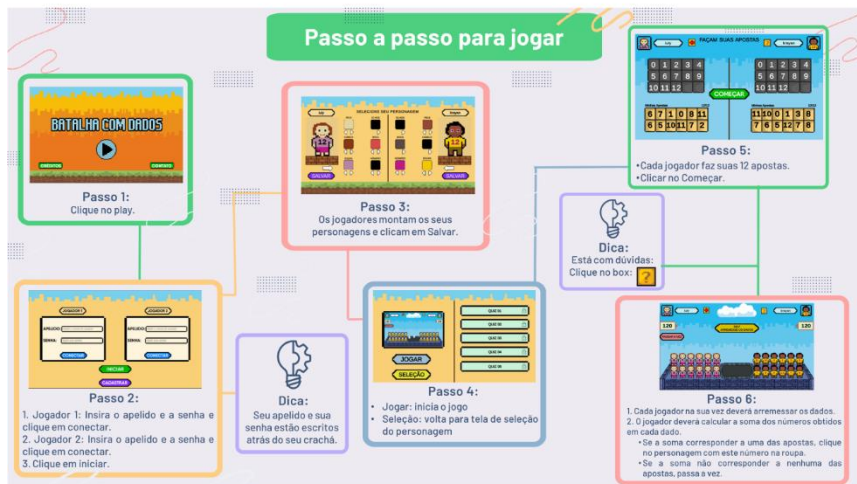 Passo a passo para jogar
BATALHA COM DADOS
CRÉDITOS
CONTATO
Passo 1:
Clique no play.
JOGADOR 1
JOGADOR 2
APELIDO:
SENHA:
CONECTAR
APELIDO:
SENHA:
CONECTAR
INICIAR
CADASTRAR
Passo 2:
1. Jogador 1: Insira o apelido e a senha e
clique em conectar.
2. Jogador 2: Insira o apelido e a senha e
clique em conectar.
3. Clique em iniciar.
Dica:
Seu apelido e sua
senha estão escritos
atrás do seu crachá.
SELECIONE SEU PERSONAGEM
12
12
SALVAR
SALVAR
Passo 3:
Os jogadores montam os seus
personagens e clicam em Salvar.
JOGAR
SELEÇÃO
Passo 4:
• Jogar: inicia o jogo
• Seleção: volta para tela de seleção
do personagem
FAÇAM SUAS APOSTAS
0 1 2 3 4
5 6 7 8 9
10 11 12
0 1 2 3 4
5 6 7 8 9
10 11 12
COMEÇAR
6 7 1 0 8 11
6 5 10 11 7 2
11 10 0 1 3 8
7 6 5 12 7 8
Passo 5:
•Cada jogador faz suas 12 apostas.
•Clicar no Começar.
Dica:
Está com dúvidas:
Clique no box: ?
120
120
Passo 6:
1. Cada jogador na sua vez deverá arremessar os dados.
2. O jogador deverá calcular a soma dos números obtidos
em cada dado.
•Se a soma corresponder a uma das apostas, clique
no personagem com este número na roupa.
•Se a soma não corresponder a nenhuma das
apostas, passa a vez.